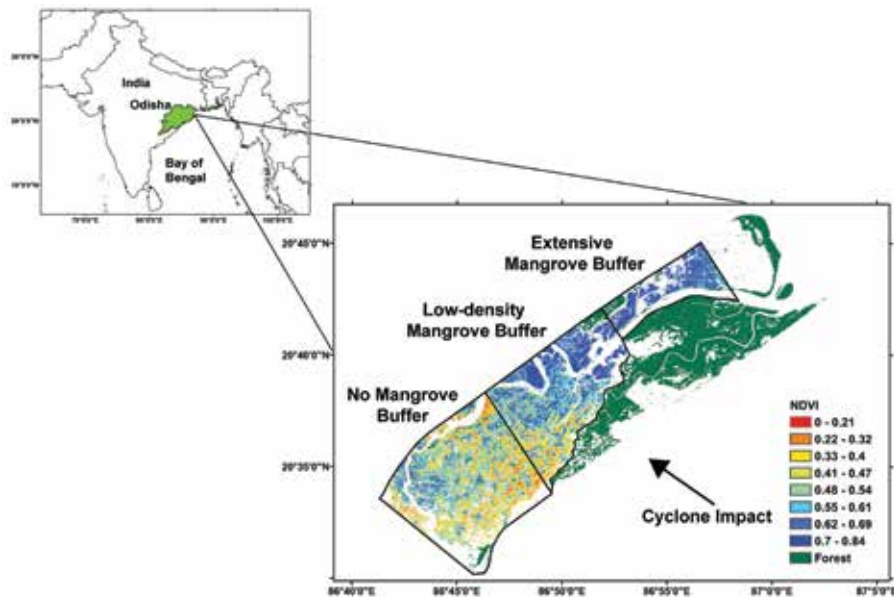 India
Odisha
Bay of
Bengal
20°45'0"N
20°40'0"N
20°35'0"N
Extensive
Mangrove Buffer
Low-density
Mangrove Buffer
No Mangrove
Buffer
NDVI
0 - 0.21
0.22 - 0.32
0.33 - 0.4
0.41 - 0.47
0.48 - 0.54
0.55 - 0.61
0.62 - 0.69
0.7 - 0.84
Forest
Cyclone Impact
86°40'0"E 86°45'0"E 86°50'0"E 86°55'0"E 87°0'0"E